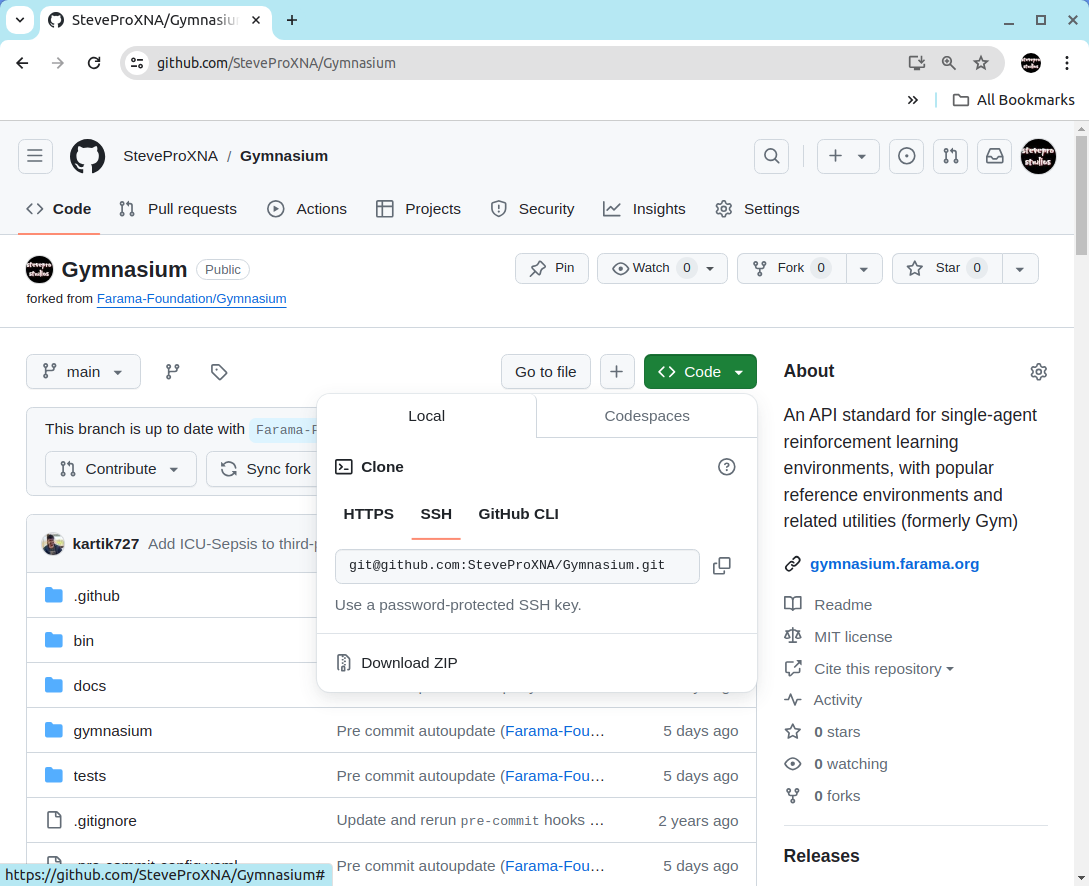 SteveProXNA/Gymnasiu
github.com/SteveProXNA/Gymnasium
All Bookmarks
SteveProXNA / Gymnasium
stevepro
studios
Code Pull requests Actions Projects Security Insights Settings
Gymnasium Public
Pin Watch 0 Fork 0 Star 0
forked from Farama-Foundation/Gymnasium
main Go to file Code
This branch is up to date with Farama-F
Contribute Sync fork
Local Codespaces
Clone
HTTPS SSH GitHub CLI
git@github.com:SteveProXNA/Gymnasium.git
Use a password-protected SSH key.
Download ZIP
kartik727 Add ICU-Sepsis to third-p
.github
bin
docs
gymnasium Pre commit autoupdate (Farama-Fou… 5 days ago
tests Pre commit autoupdate (Farama-Fou… 5 days ago
.gitignore Update and rerun pre-commit hooks … 2 years ago
.pre-commit-config.yaml Pre commit autoupdate (Farama-Fou… 5 days ago
About
An API standard for single-agent
reinforcement learning
environments, with popular
reference environments and
related utilities (formerly Gym)
gymnasium.farama.org
Readme
MIT license
Cite this repository
Activity
0 stars
0 watching
0 forks
Releases
https://github.com/SteveProXNA/Gymnasium#